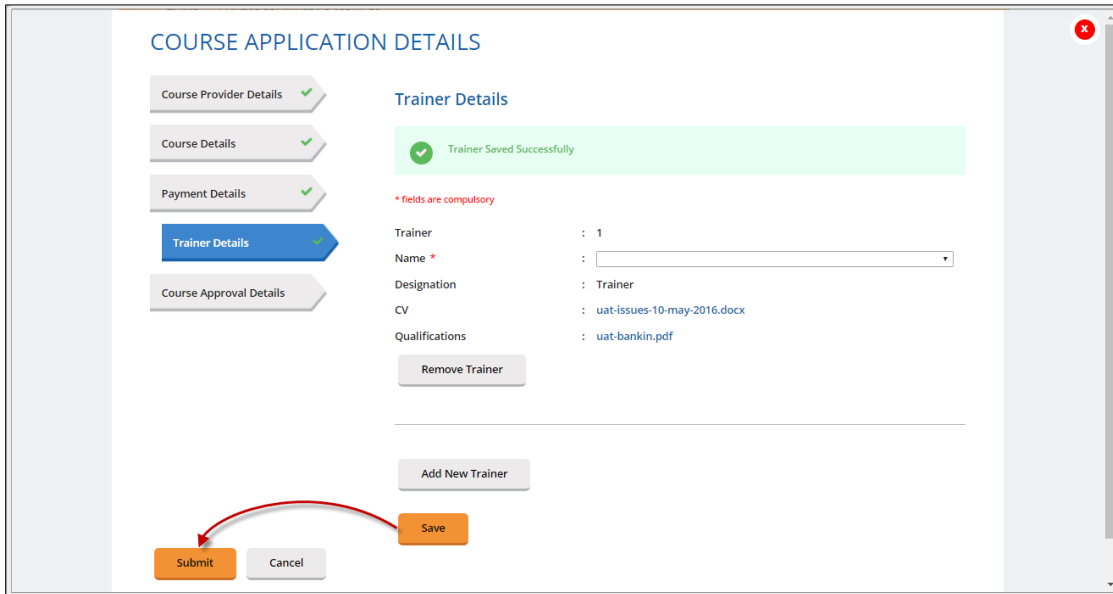 COURSE APPLICATION DETAILS
X
Course Provider Details
Course Details
Payment Details
Trainer Details
Course Approval Details
Trainer Details
Trainer Saved Successfully
* fields are compulsory
Trainer : 1
Name * :
Designation : Trainer
CV : uat-issues-10-may-2016.docx
Qualifications : uat-bankin.pdf
Remove Trainer
Add New Trainer
Save
Submit Cancel